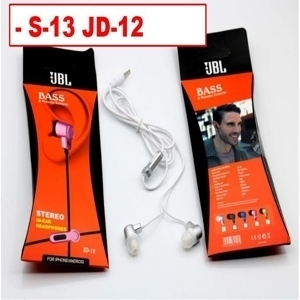 - S-13 JD-12
JBL
BASS
STEREO
IN-EAR
HEADPHONES
JD-12
FOR IPHONE/ANDROID
JBL
BASS